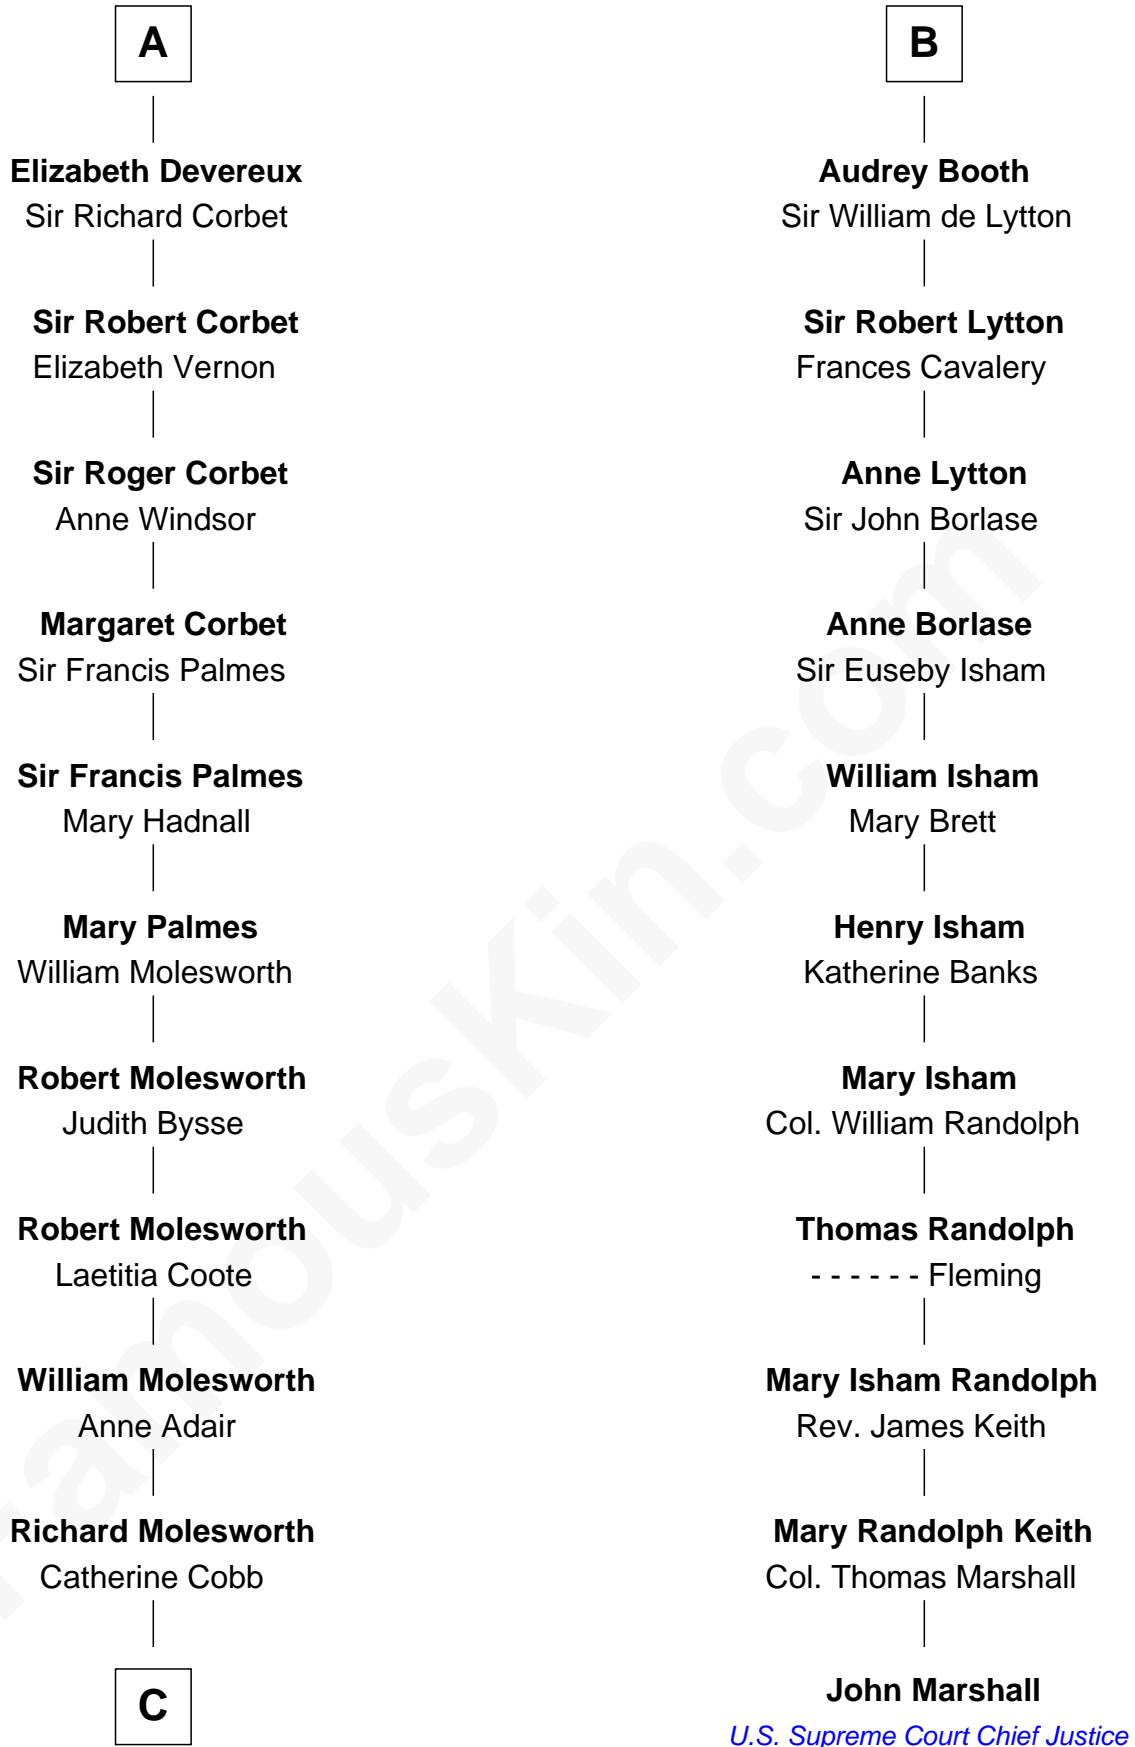 A
Elizabeth Devereux
Sir Richard Corbet
Sir Robert Corbet
Elizabeth Vernon
Sir Roger Corbet
Anne Windsor
Margaret Corbet
Sir Francis Palmes
Sir Francis Palmes
Mary Hadnall
Mary Palmes
William Molesworth
Robert Molesworth
Judith Bysse
Robert Molesworth
Laetitia Coote
William Molesworth
Anne Adair
Richard Molesworth
Catherine Cobb
C
B
Audrey Booth
Sir William de Lytton
Sir Robert Lytton
Frances Cavalery
Anne Lytton
Sir John Borlase
Anne Borlase
Sir Euseby Isham
William Isham
Mary Brett
Henry Isham
Katherine Banks
Mary Isham
Col. William Randolph
Thomas Randolph
- - - - - - Fleming
Mary Isham Randolph
Rev. James Keith
Mary Randolph Keith
Col. Thomas Marshall
John Marshall
U.S. Supreme Court Chief Justice
FamousKin.com